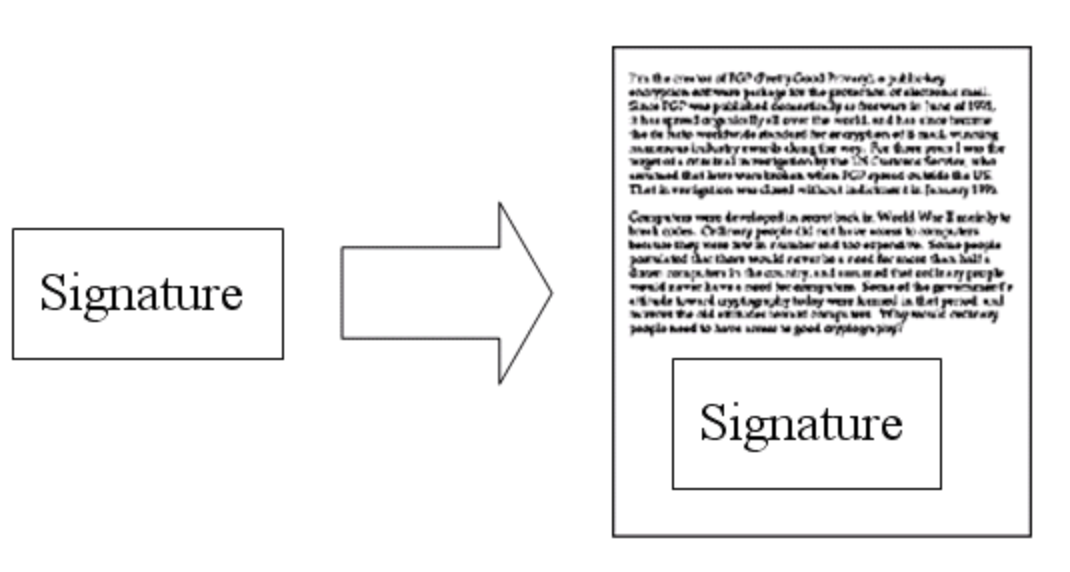 Signature
I'm the creator of PGP (Pretty Good Privacy), a public-key
encryption software package for the protection of electronic mail.
Since PGP was published domestically as freeware in June of 1991,
it has spread organically all over the world, and has since become
the de facto worldwide standard for encryption of E-mail, winning
numerous industry awards along the way. For three years I was the
target of a criminal investigation by the US Customs Service, who
assumed that laws were broken when PGP spread outside the US.
That investigation was closed without indictment in January 1996.
Computers were developed in secret back in World War II mainly to
break codes. Ordinary people did not have access to computers
because they were few in number and too expensive. Some people
postulated that there would never be a need for more than half a
dozen computers in the country, and assumed that ordinary people
would never have a need for computers. Some of the government's
attitude toward cryptography today were formed in that period, and
mirrors the old attitudes toward computers. Why would ordinary
people need to have access to good cryptography?
Signature